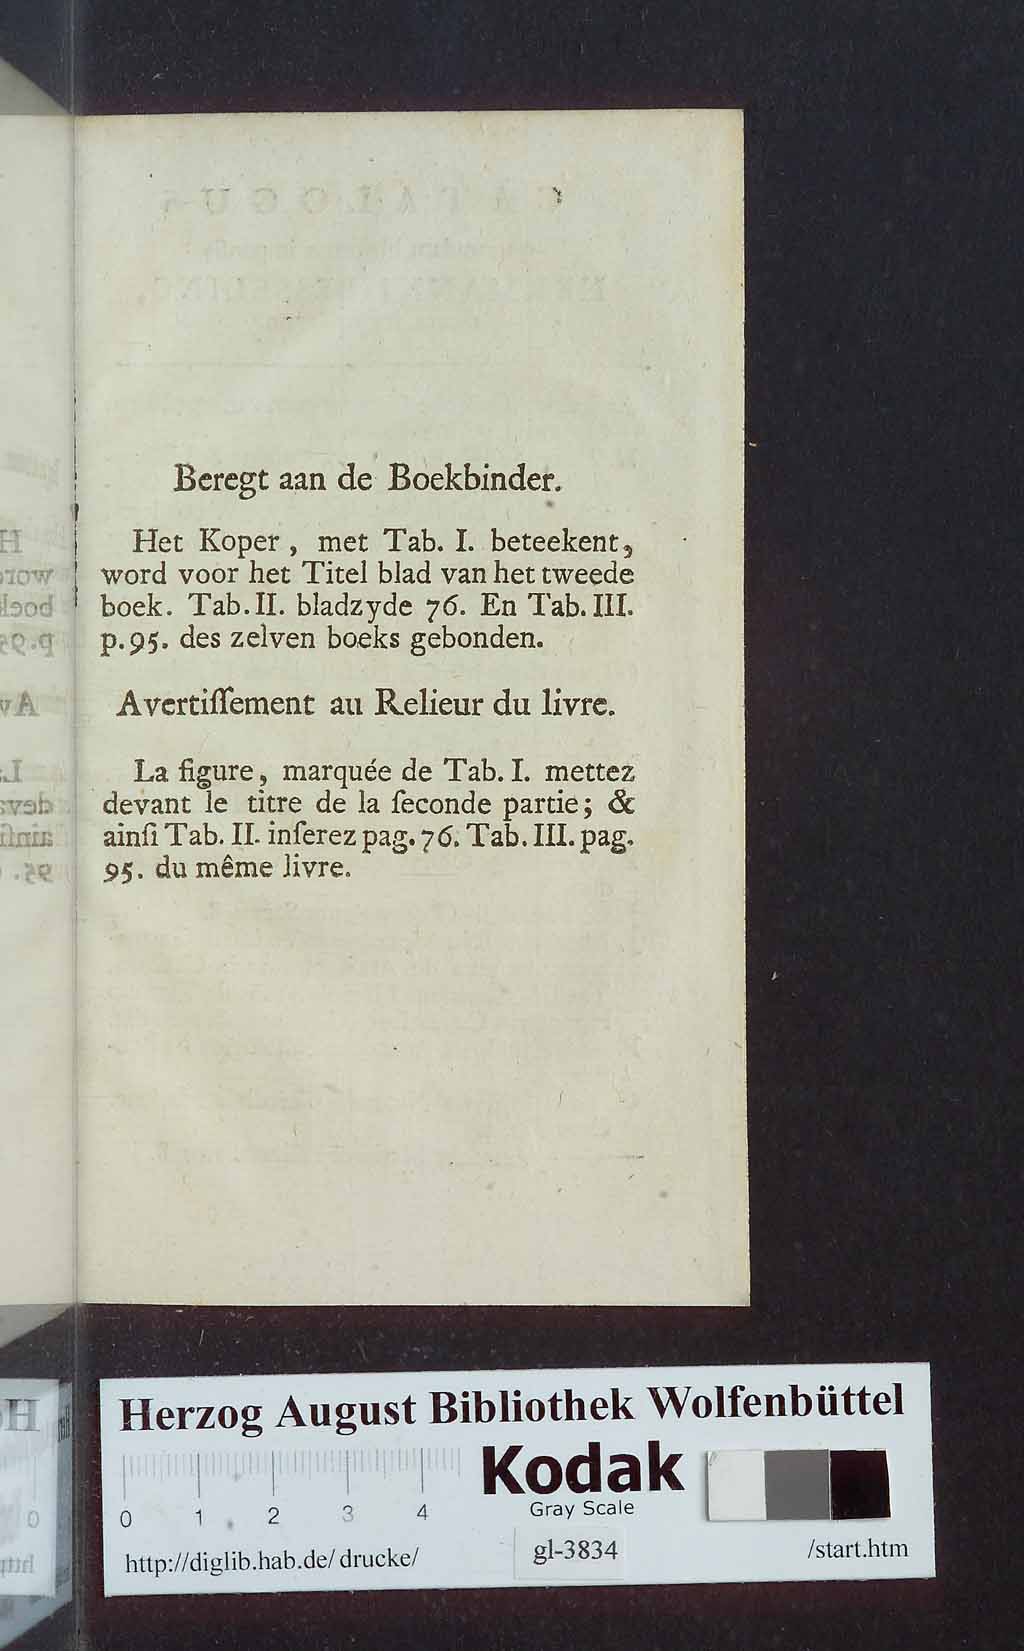 Beregt aan de Boekbinder.
Het Koper, met Tab. I. beteekent,
word voor het Titel blad van het tweede
boek. Tab. II. bladzyde 76. En Tab. III.
p. 95. des zelven boeks gebonden.
Avertiſſement au Relieur du livre.
La figure, marquée de Tab. I. mettez
devant le titre de la ſeconde partie; &
ainſi Tab. II. inſerez pag. 76. Tab. III. pag.
95. du même livre.
Herzog August Bibliothek Wolfenbüttel
Kodak
Gray Scale
0 1 2 3 4
http://diglib.hab.de/drucke/ gl-3834 /start.htm